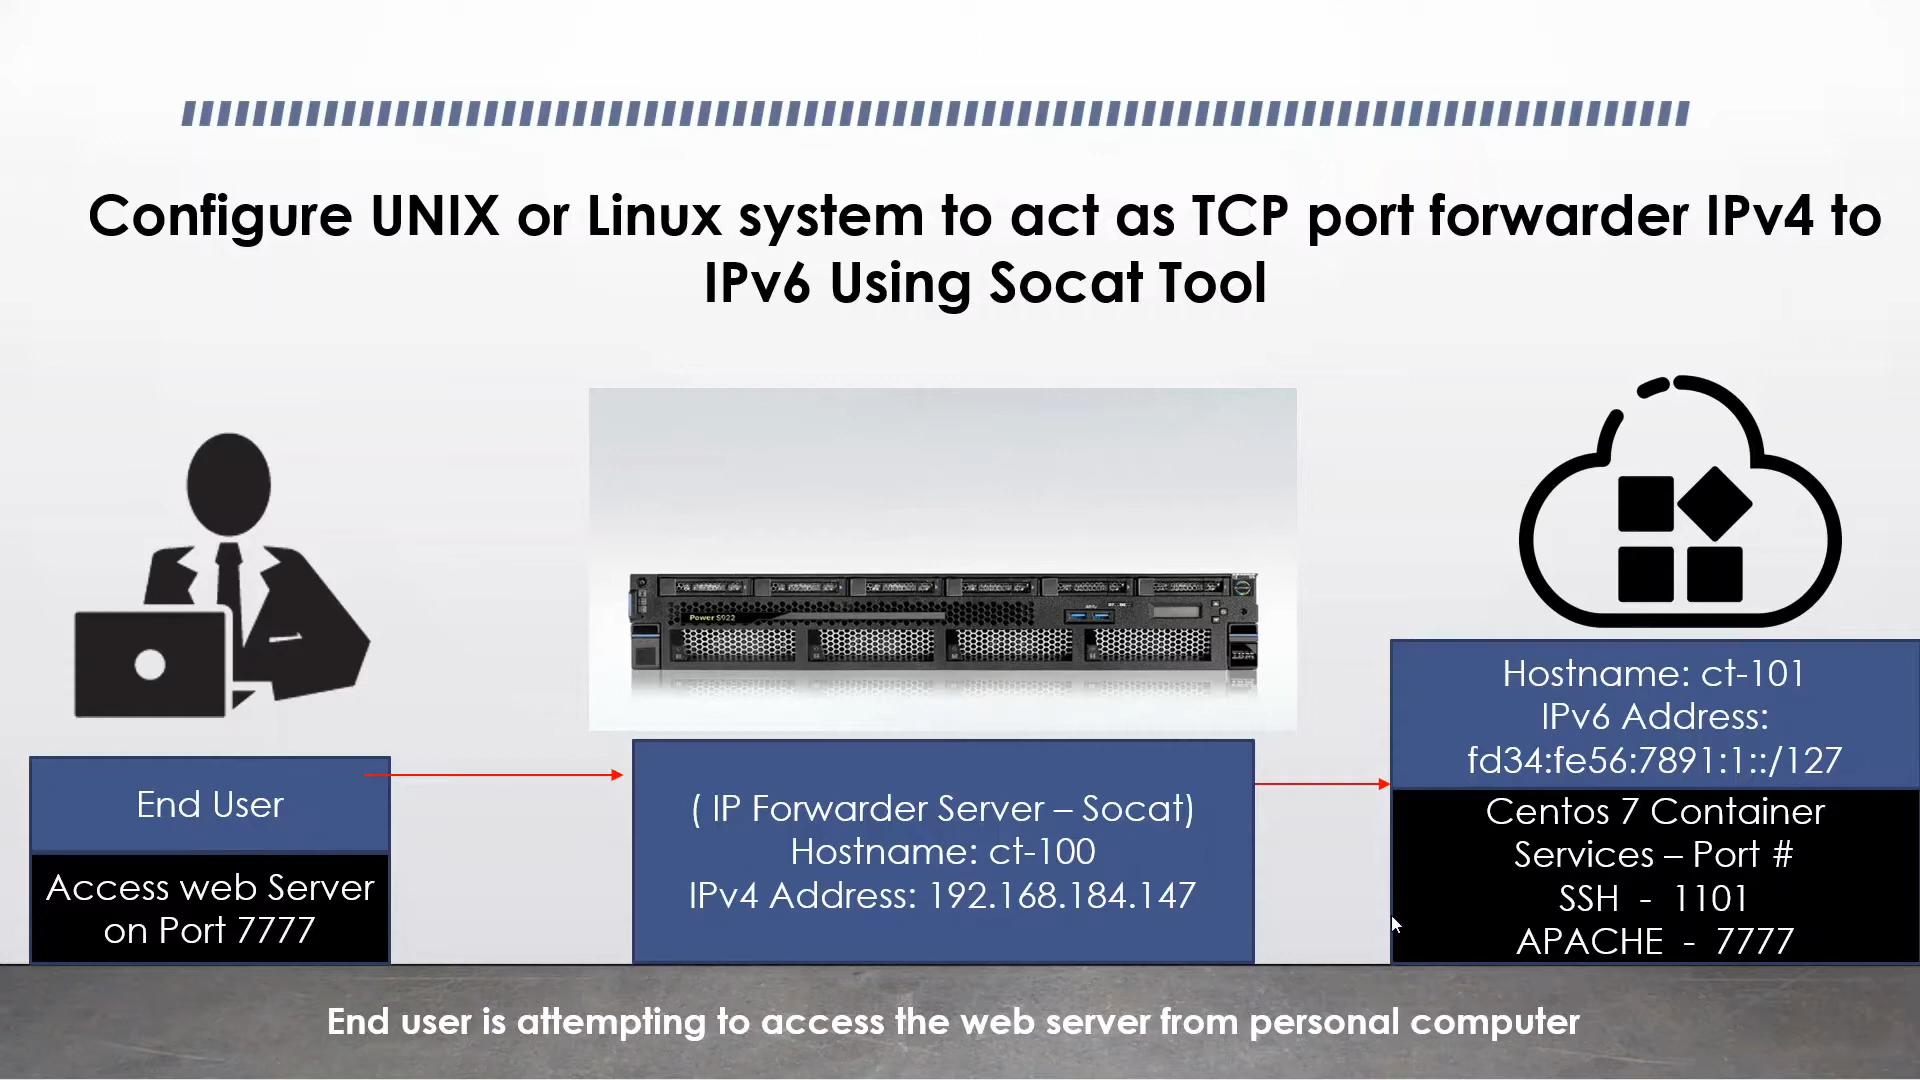 Configure UNIX or Linux system to act as TCP port forwarder IPv4 to
IPv6 Using Socat Tool
Power S922
IBM
Hostname: ct-101
IPv6 Address:
fd34:fe56:7891:1::/127
End User
( IP Forwarder Server – Socat)
Hostname: ct-100
IPv4 Address: 192.168.184.147
Centos 7 Container
Services – Port #
SSH - 1101
APACHE - 7777
Access web Server
on Port 7777
End user is attempting to access the web server from personal computer